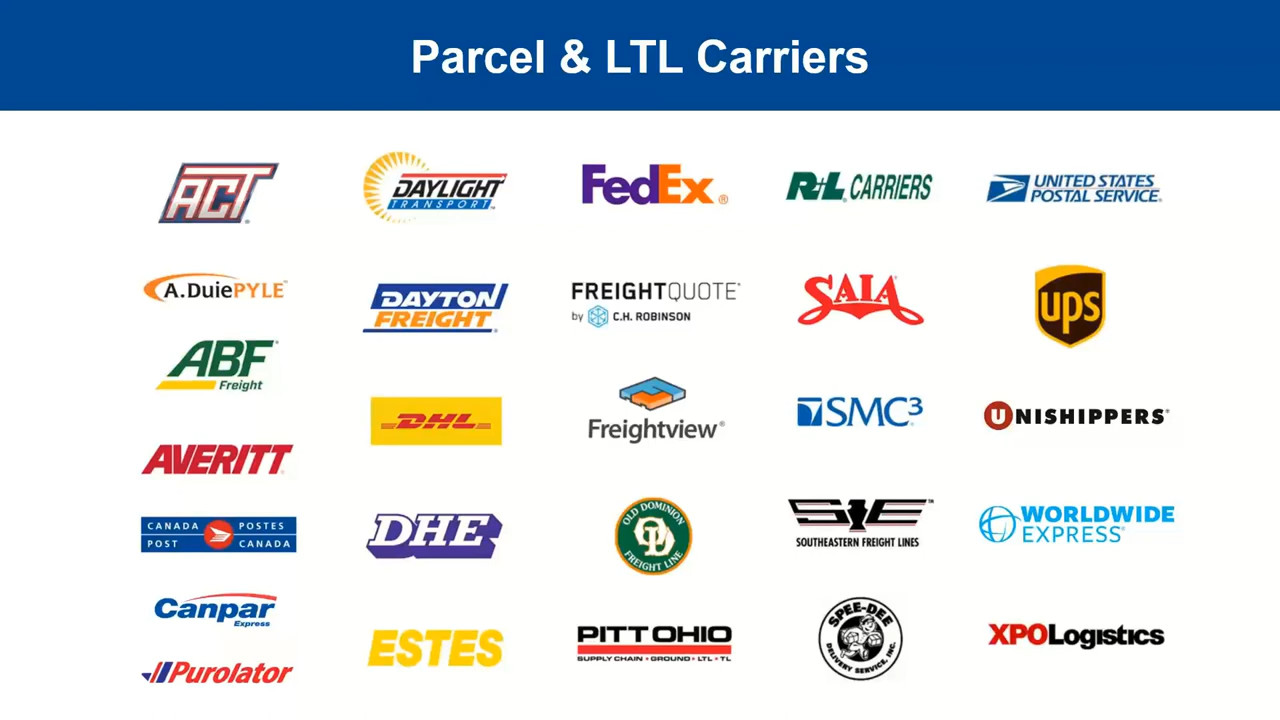 Parcel & LTL Carriers
ACT
A.DuiePYLE
ABF
Freight
AVERITT
CANADA POSTES
POST CANADA
Canpar
Express
Purolator
DAYLIGHT
TRANSPORT
DAYTON
FREIGHT
DHL
DHE
ESTES
FedEx
FREIGHTQUOTE
by C.H. ROBINSON
Freightview
OLD DOMINION
OD
FREIGHT LINE
PITT OHIO
SUPPLY CHAIN • GROUND • LTL • TL
R+L CARRIERS
SAIA
SMC³
SEF
SOUTHEASTERN FREIGHT LINES
SPEE-DEE
DELIVERY SERVICE, INC.
UNITED STATES
POSTAL SERVICE
ups
UNISHIPPERS
WORLDWIDE
EXPRESS
XPOLogistics